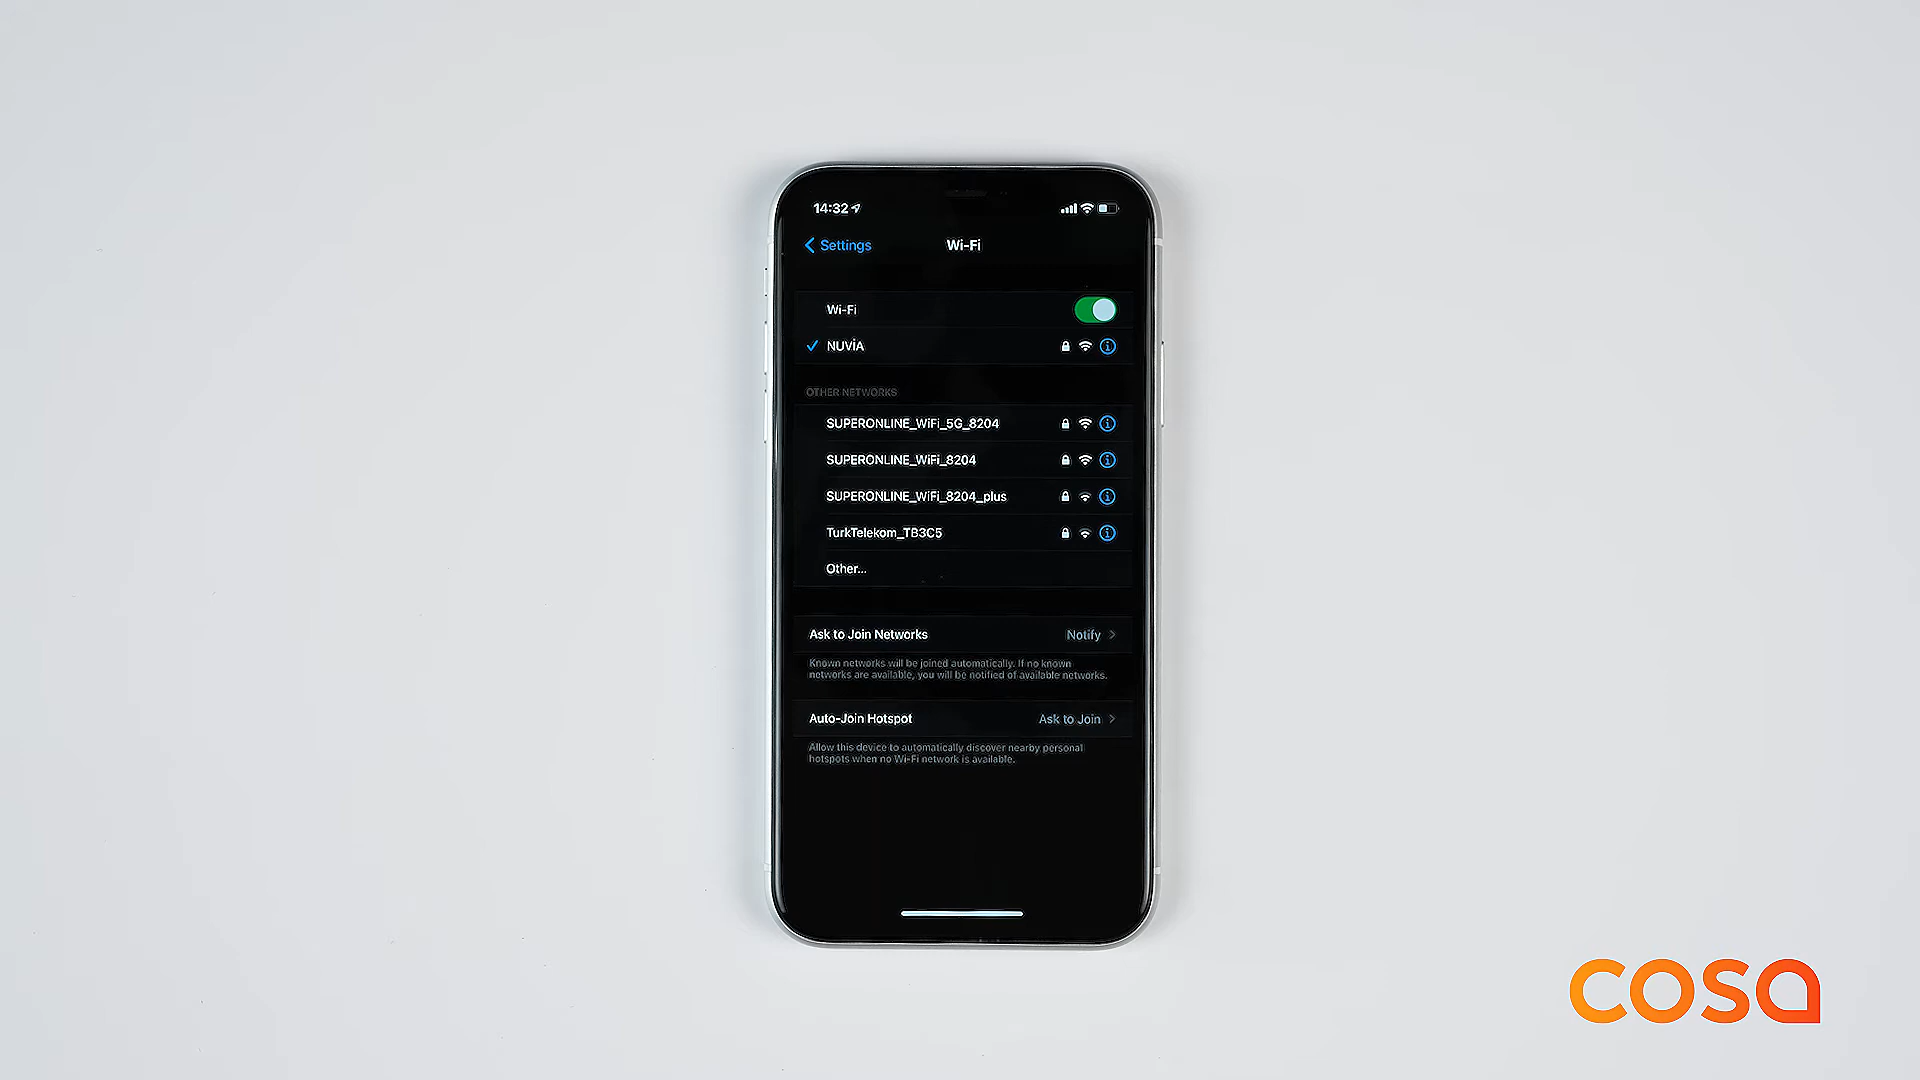 14:32
Settings
Wi-Fi
Wi-Fi
NUVİA
OTHER NETWORKS
SUPERONLINE_WiFi_5G_8204
SUPERONLINE_WiFi_8204
SUPERONLINE_WiFi_8204_plus
TurkTelekom_TB3C5
Other...
Ask to Join Networks Notify
Known networks will be joined automatically. If no known
networks are available, you will be notified of available networks.
Auto-Join Hotspot Ask to Join
Allow this device to automatically discover nearby personal
hotspots when no Wi-Fi network is available.
cosa